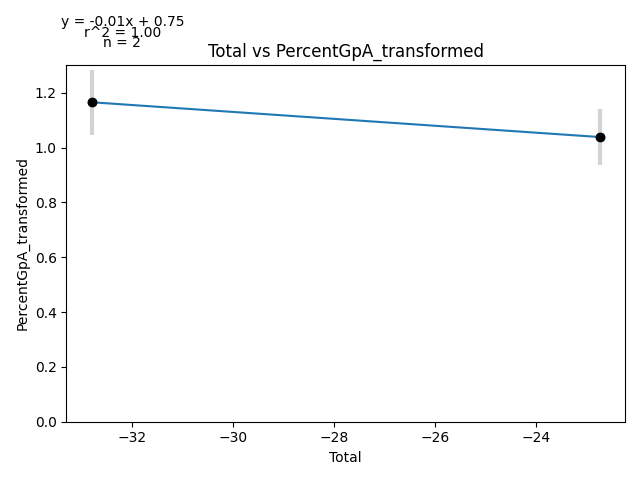 y = -0.01x + 0.75
r^2 = 1.00
n = 2
Total vs PercentGpA_transformed
1.2
1.0
0.8
0.6
0.4
0.2
0.0
PercentGpA_transformed
−32 −30 −28 −26 −24
Total